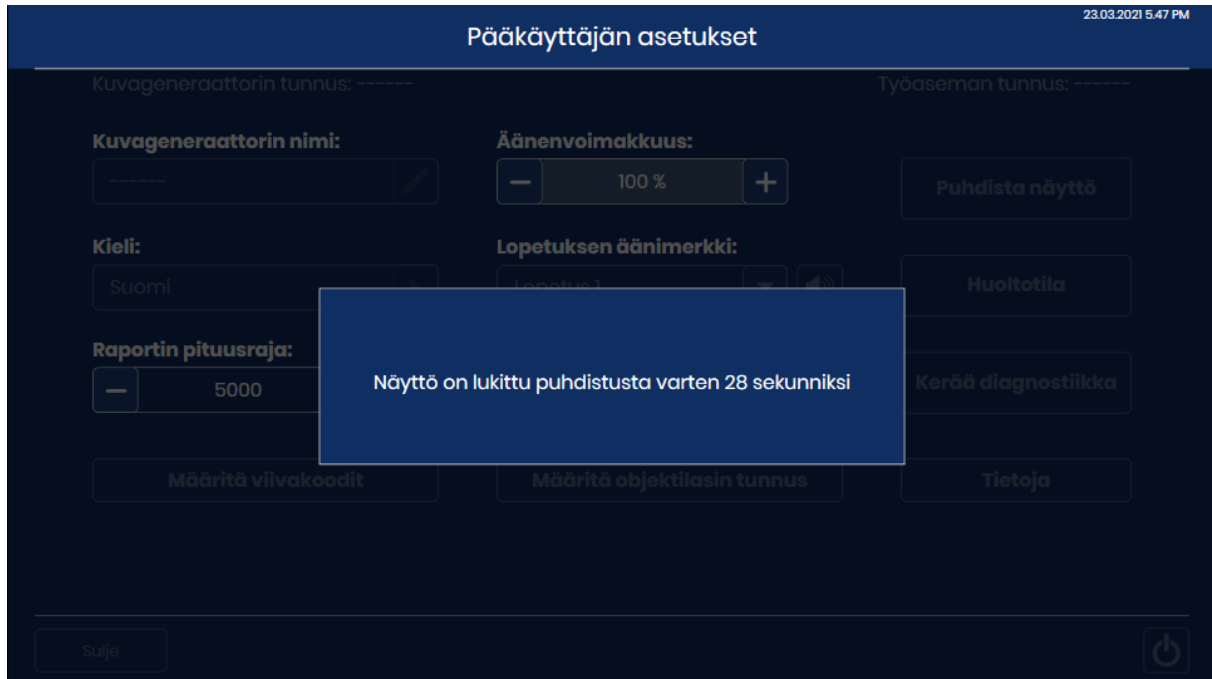 23.03.2021 5.47 PM
Pääkäyttäjän asetukset
Kuvageneraattorin tunnus: ------
Työaseman tunnus: ------
Kuvageneraattorin nimi:
Äänenvoimakkuus:
------
100 %
Puhdista näyttö
Kieli:
Lopetuksen äänimerkki:
Suomi
Lopetus 1
Huoltotila
Raportin pituusraja:
5000
Näyttö on lukittu puhdistusta varten 28 sekunniksi
Kerää diagnostiikka
Määritä viivakoodit
Määritä objektilasin tunnus
Tietoja
Sulje